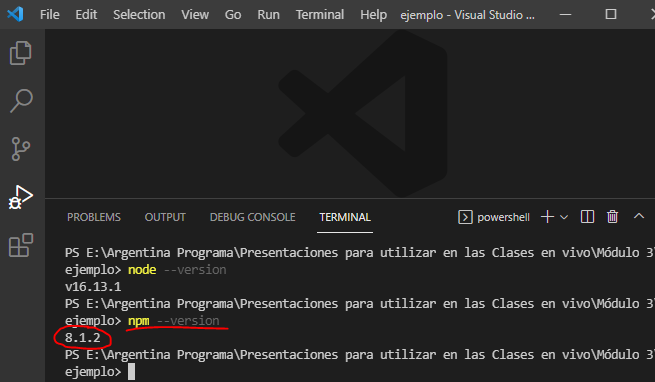 File Edit Selection View Go Run Terminal Help ejemplo - Visual Studio ...
PROBLEMS OUTPUT DEBUG CONSOLE TERMINAL powershell
PS E:\Argentina Programa\Presentaciones para utilizar en las Clases en vivo\Módulo 3\
ejemplo> node --version
v16.13.1
PS E:\Argentina Programa\Presentaciones para utilizar en las Clases en vivo\Módulo 3\
ejemplo> npm --version
8.1.2
PS E:\Argentina Programa\Presentaciones para utilizar en las Clases en vivo\Módulo 3\
ejemplo>